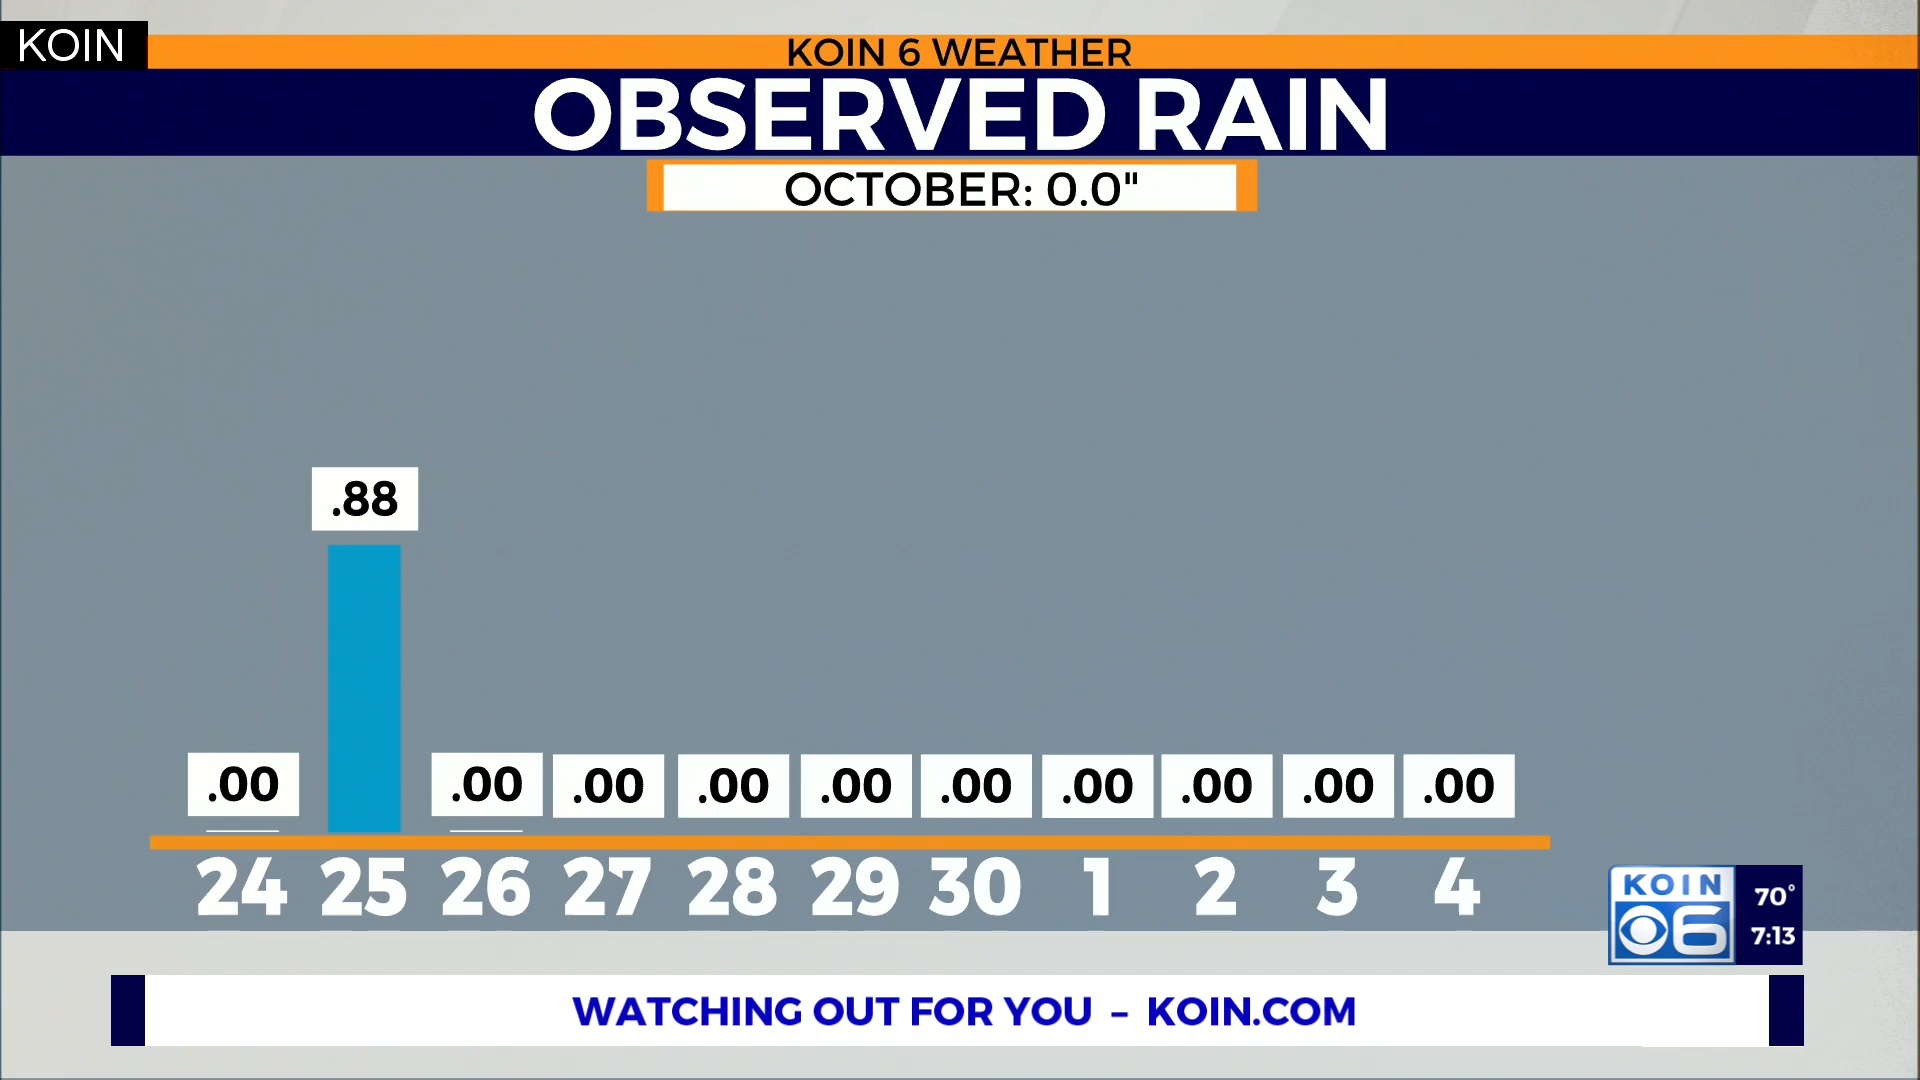 KOIN
KOIN 6 WEATHER
OBSERVED RAIN
OCTOBER: 0.0"
.88
.00 .00 .00 .00 .00 .00 .00 .00 .00 .00
24 25 26 27 28 29 30 1 2 3 4
KOIN
6
70°
7:13
WATCHING OUT FOR YOU – KOIN.COM